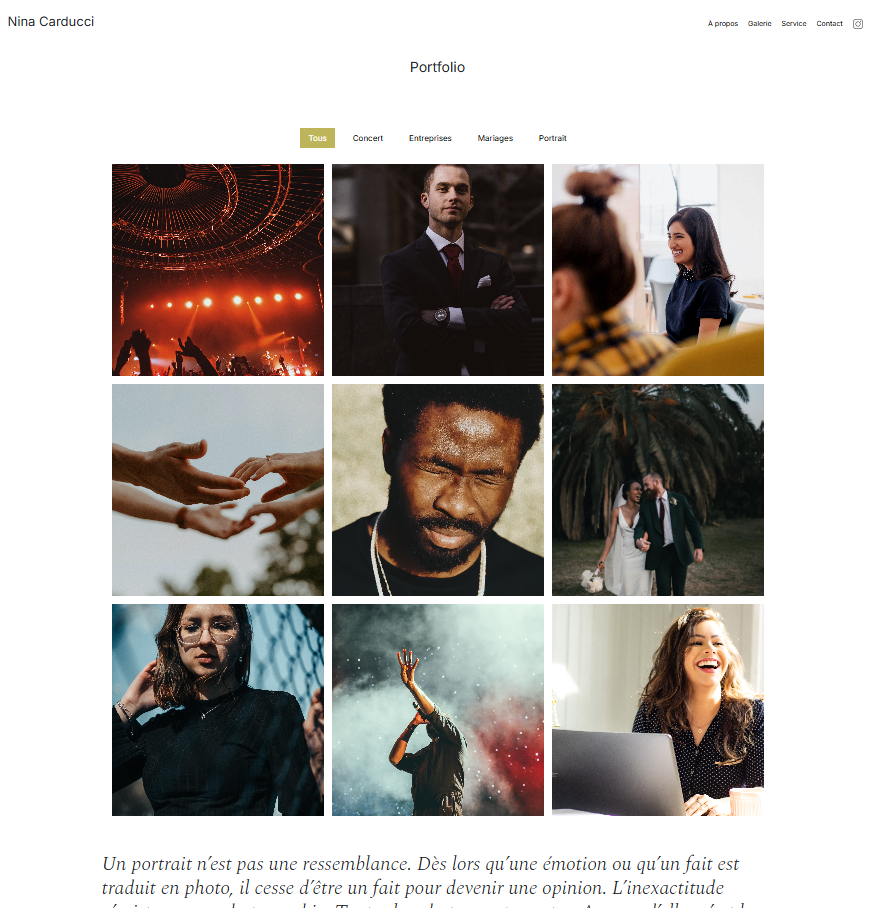 Nina Carducci
À propos Galerie Service Contact
Portfolio
Tous Concert Entreprises Mariages Portrait
Un portrait n’est pas une ressemblance. Dès lors qu’une émotion ou qu’un fait est
traduit en photo, il cesse d’être un fait pour devenir une opinion. L’inexactitude